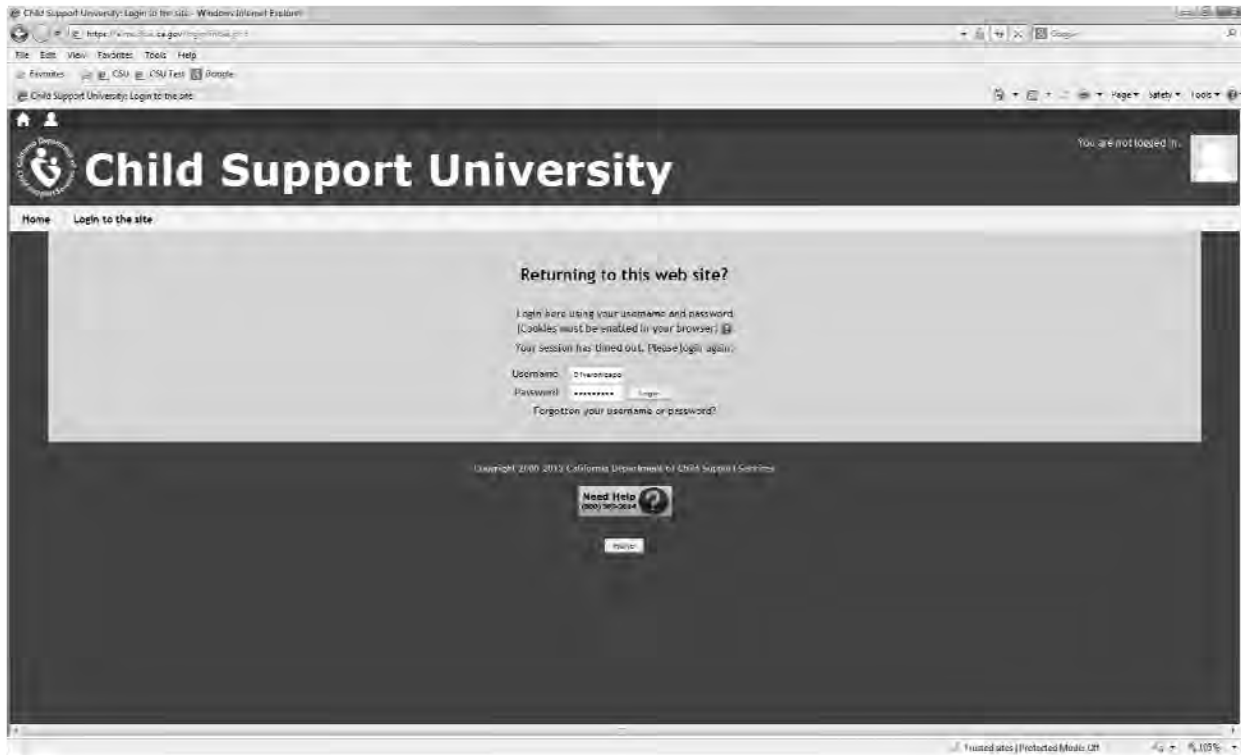 Child Support University: Login to the site - Windows Internet Explorer
File Edit View Favorites Tools Help
Favorites CSU CSU Test Google
Child Support University: Login to the site
Page Safety Tools
You are not logged in.
Child Support University
Home Login to the site
Returning to this web site?
Login here using your username and password
(Cookies must be enabled in your browser)
Your session has timed out. Please login again.
Username
Password Login
Forgotten your username or password?
California Department of Child Support Services
Need Help
Trusted sites | Protected Mode: Off 105%